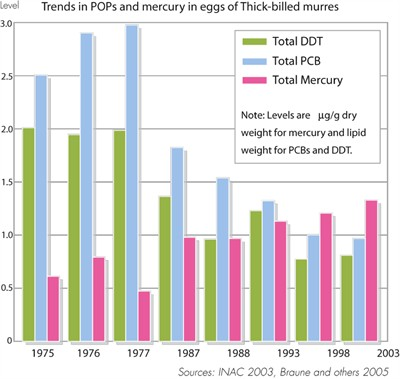 Level
Trends in POPs and mercury in eggs of Thick-billed murres
3.0
Total DDT
Total PCB
Total Mercury
Note: Levels are μg/g dry
weight for mercury and lipid
weight for PCBs and DDT.
2.0
1.5
1.0
0.5
0
1975 1976 1977 1987 1988 1993 1998 2003
Sources: INAC 2003, Braune and others 2005